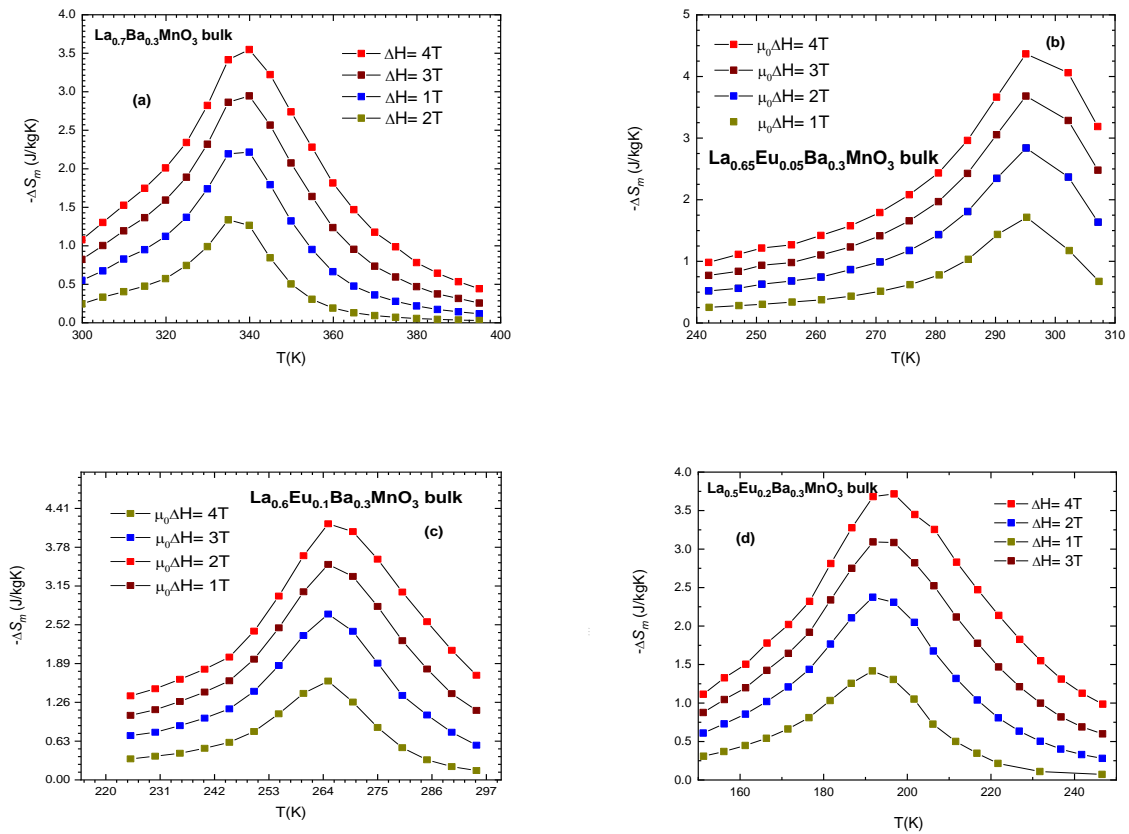 La0.7Ba0.3MnO3 bulk
(a)
ΔH= 4T
ΔH= 3T
ΔH= 1T
ΔH= 2T
-ΔSm (J/kgK)
4.0
3.5
3.0
2.5
2.0
1.5
1.0
0.5
0.0
300 320 340 360 380 400
T(K)
(b)
μ0ΔH= 4T
μ0ΔH= 3T
μ0ΔH= 2T
μ0ΔH= 1T
La0.65Eu0.05Ba0.3MnO3 bulk
-ΔSm (J/kgK)
5
4
3
2
1
0
240 250 260 270 280 290 300 310
T(K)
La0.6Eu0.1Ba0.3MnO3 bulk
(c)
μ0ΔH= 4T
μ0ΔH= 3T
μ0ΔH= 2T
μ0ΔH= 1T
-ΔSm (J/kgK)
4.41
3.78
3.15
2.52
1.89
1.26
0.63
0.00
220 231 242 253 264 275 286 297
T(K)
La0.5Eu0.2Ba0.3MnO3 bulk
(d)
ΔH= 4T
ΔH= 2T
ΔH= 1T
ΔH= 3T
-ΔSm (J/kgK)
4.0
3.5
3.0
2.5
2.0
1.5
1.0
0.5
0.0
160 180 200 220 240
T(K)